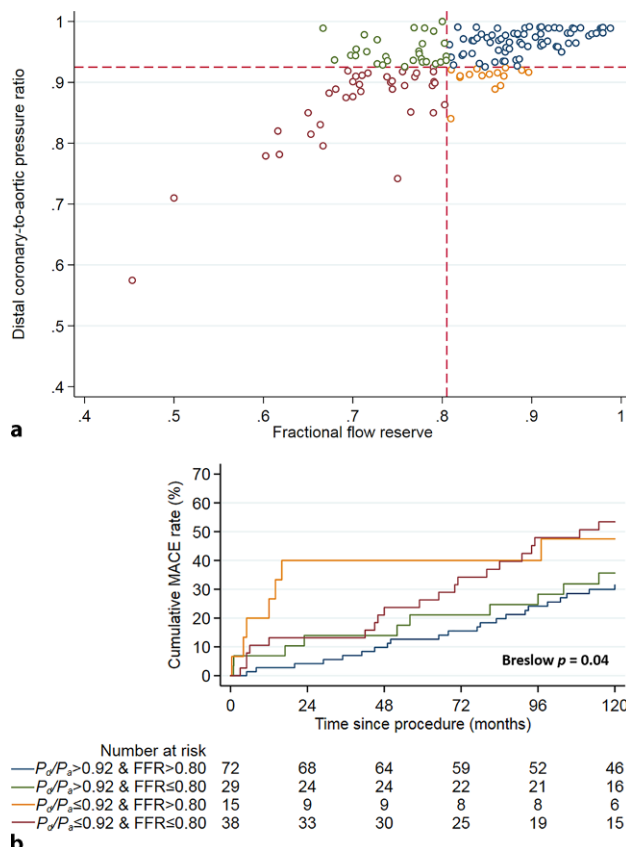 1
.9
.8
.7
.6
.5
.4
Distal coronary-to-aortic pressure ratio
.4 .5 .6 .7 .8 .9 1
Fractional flow reserve
a
70
60
50
40
30
20
10
0
Cumulative MACE rate (%)
Breslow p = 0.04
0 24 48 72 96 120
Time since procedure (months)
Number at risk
Pd/Pa>0.92 & FFR>0.80 72 68 64 59 52 46
Pd/Pa>0.92 & FFR≤0.80 29 24 24 22 21 16
Pd/Pa≤0.92 & FFR>0.80 15 9 9 8 8 6
Pd/Pa≤0.92 & FFR≤0.80 38 33 30 25 19 15
b